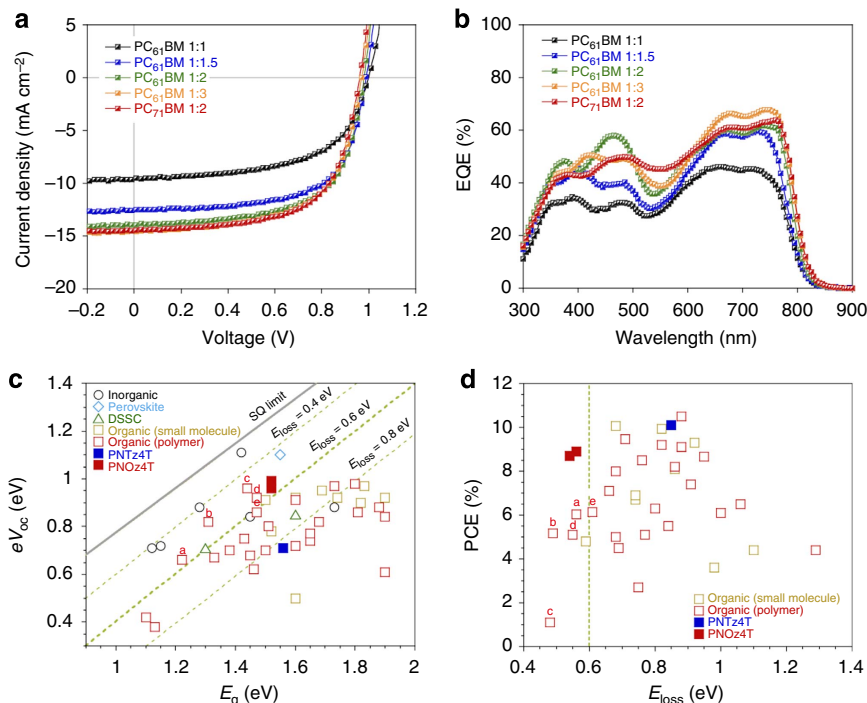 a
5
0
−5
−10
−15
−20
Current density (mA cm⁻²)
PC₆₁BM 1:1
PC₆₁BM 1:1.5
PC₆₁BM 1:2
PC₆₁BM 1:3
PC₇₁BM 1:2
−0.2 0 0.2 0.4 0.6 0.8 1 1.2
Voltage (V)
b
100
80
60
40
20
0
EQE (%)
PC₆₁BM 1:1
PC₆₁BM 1:1.5
PC₆₁BM 1:2
PC₆₁BM 1:3
PC₇₁BM 1:2
300 400 500 600 700 800 900
Wavelength (nm)
c
1.4
1.2
1.0
0.8
0.6
0.4
eVoc (eV)
Inorganic
Perovskite
DSSC
Organic (small molecule)
Organic (polymer)
PNTz4T
PNOz4T
SQ limit
Eloss = 0.4 eV
Eloss = 0.6 eV
Eloss = 0.8 eV
c
d
b
e
a
1 1.2 1.4 1.6 1.8 2
Eg (eV)
d
12
10
8
6
4
2
0
PCE (%)
a
e
b
d
c
Organic (small molecule)
Organic (polymer)
PNTz4T
PNOz4T
0.4 0.6 0.8 1 1.2 1.4
Eloss (eV)